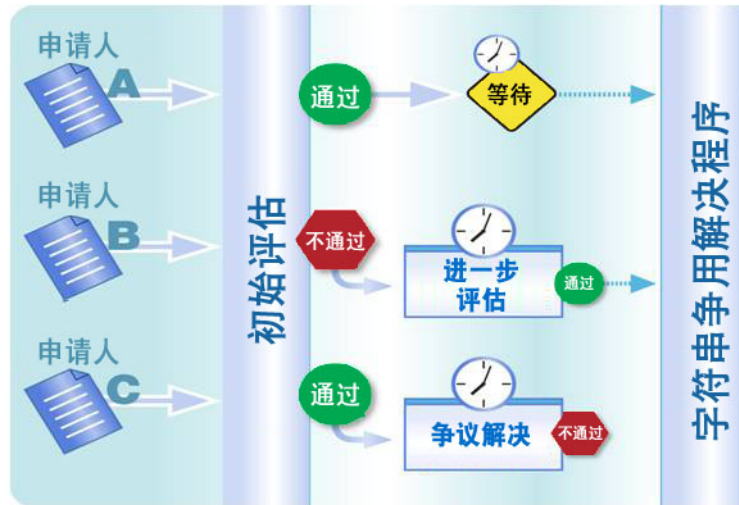 申请人
A
通过
等待
申请人
B
不通过
进一步
评估
通过
申请人
C
通过
争议解决
不通过
初始评估
字符串争用解决程序